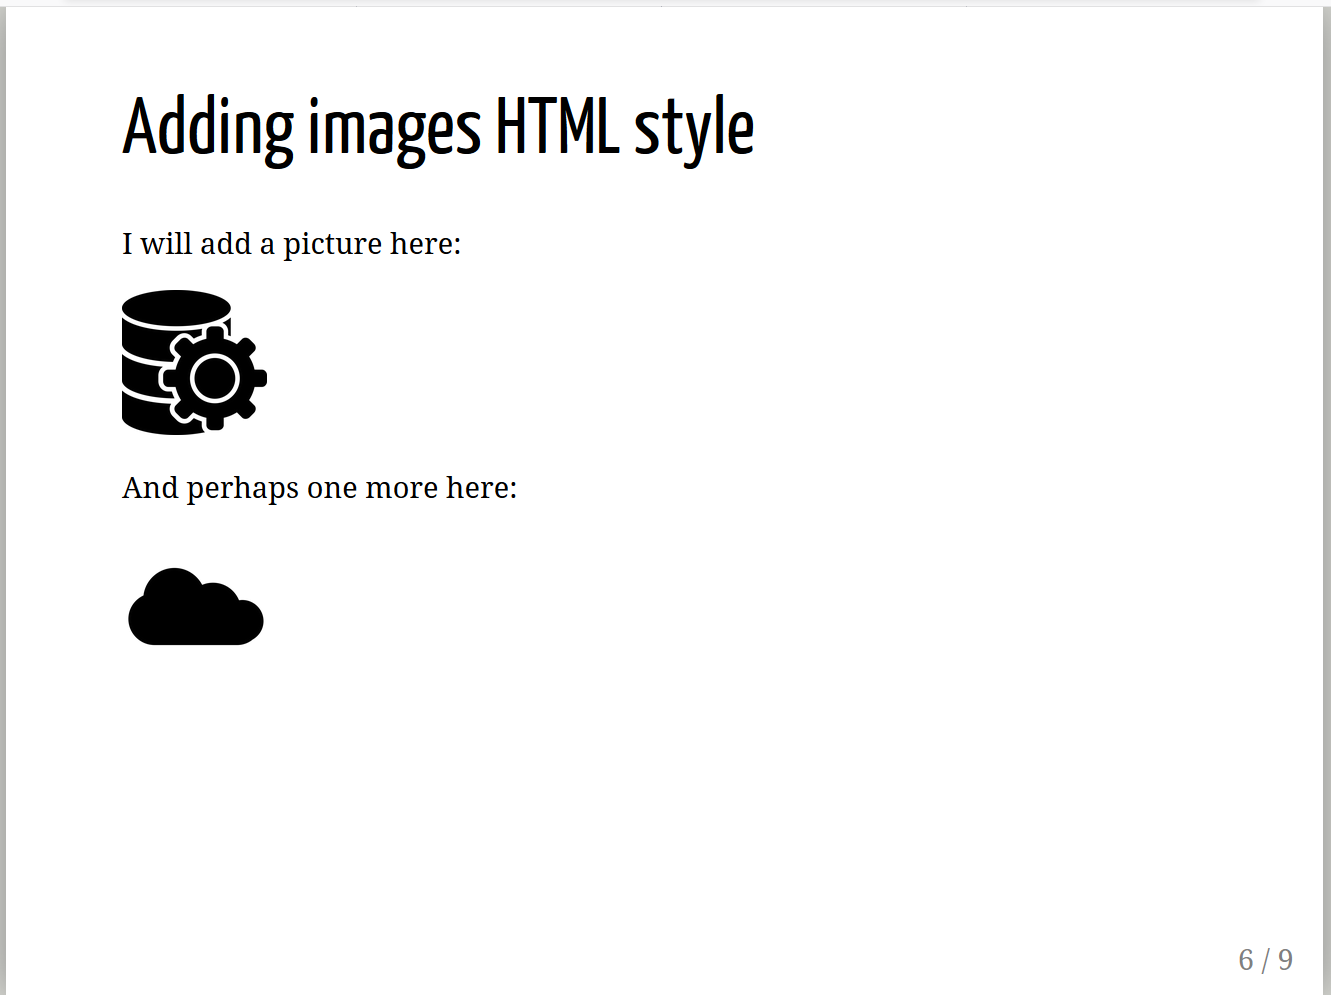 Adding images HTML style
I will add a picture here:
And perhaps one more here:
6 / 9